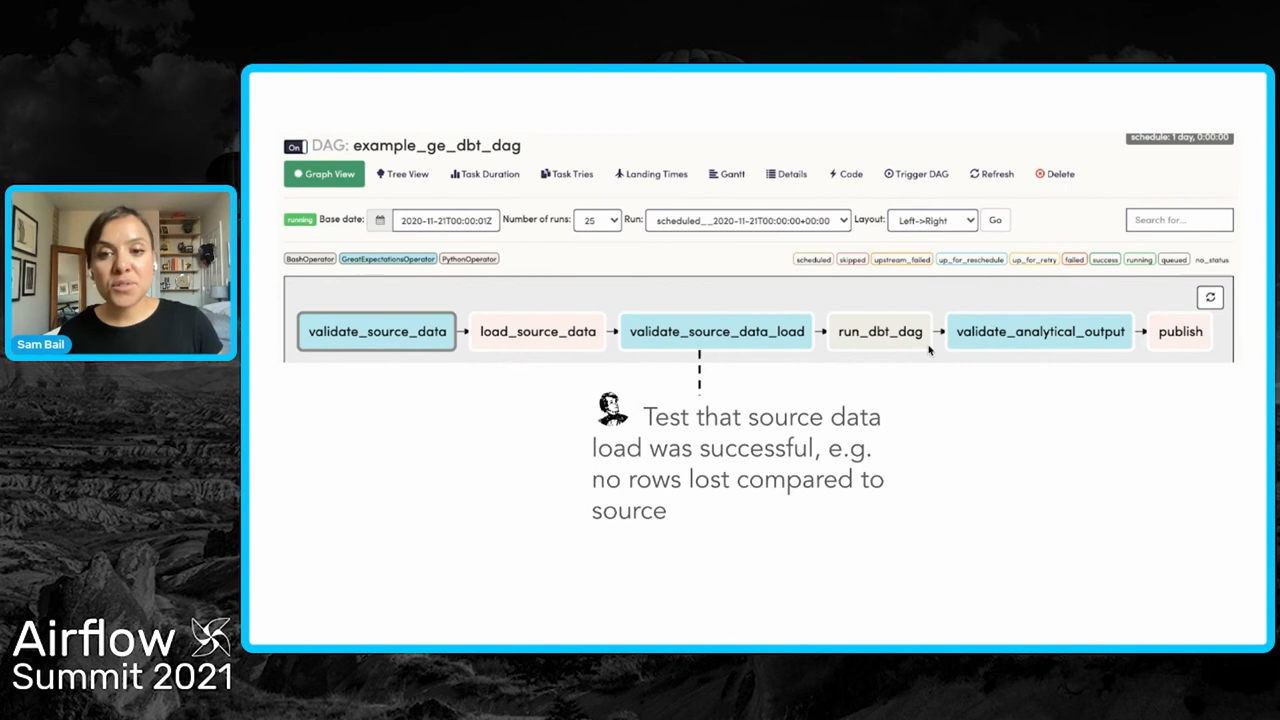 schedule: 1 day, 0:00:00
On DAG: example_ge_dbt_dag
Graph View Tree View Task Duration Task Tries Landing Times Gantt Details Code Trigger DAG Refresh Delete
running Base date: 2020-11-21T00:00:01Z Number of runs: 25 Run: scheduled__2020-11-21T00:00:00+00:00 Layout: Left->Right Go Search for...
BashOperator GreatExpectationsOperator PythonOperator scheduled skipped upstream_failed up_for_reschedule up_for_retry failed success running queued no_status
validate_source_data load_source_data validate_source_data_load run_dbt_dag validate_analytical_output publish
Test that source data
load was successful, e.g.
no rows lost compared to
source
Sam Bail
Airflow
Summit 2021